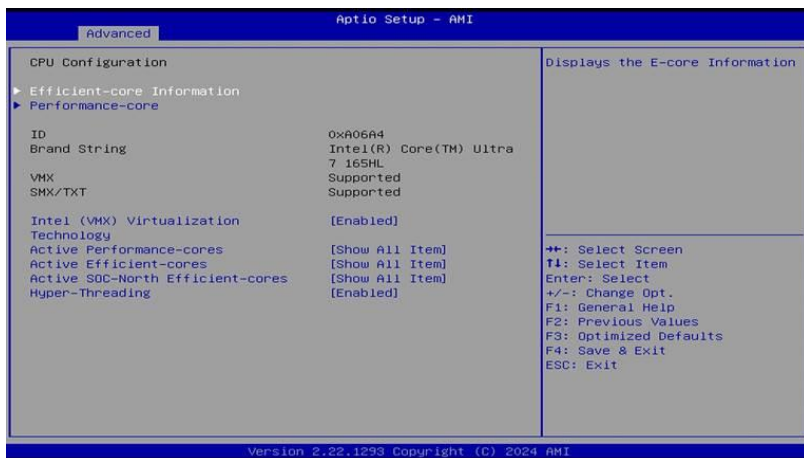 Aptio Setup - AMI
Advanced
CPU Configuration
Efficient-core Information
Performance-core
ID 0xA06A4
Brand String Intel(R) Core(TM) Ultra
7 165HL
VMX Supported
SMX/TXT Supported
Intel (VMX) Virtualization [Enabled]
Technology
Active Performance-cores [Show All Item]
Active Efficient-cores [Show All Item]
Active SOC-North Efficient-cores [Show All Item]
Hyper-Threading [Enabled]
Displays the E-core Information
→←: Select Screen
↑↓: Select Item
Enter: Select
+/-: Change Opt.
F1: General Help
F2: Previous Values
F3: Optimized Defaults
F4: Save & Exit
ESC: Exit
Version 2.22.1293 Copyright (C) 2024 AMI